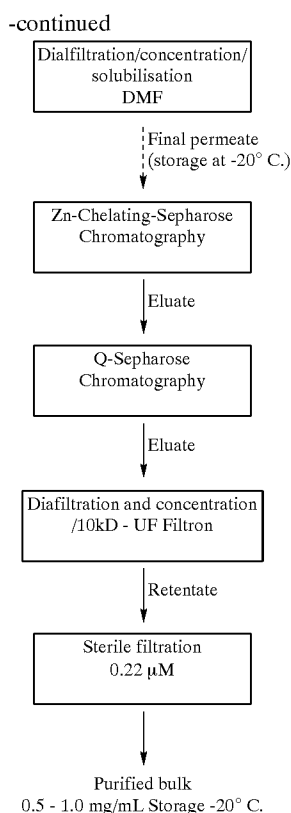 -continued
Dialfiltration/concentration/
solubilisation
DMF
Final permeate
(storage at -20° C.)
Zn-Chelating-Sepharose
Chromatography
Eluate
Q-Sepharose
Chromatography
Eluate
Diafiltration and concentration
/10kD - UF Filtron
Retentate
Sterile filtration
0.22 μM
Purified bulk
0.5 - 1.0 mg/mL Storage -20° C.